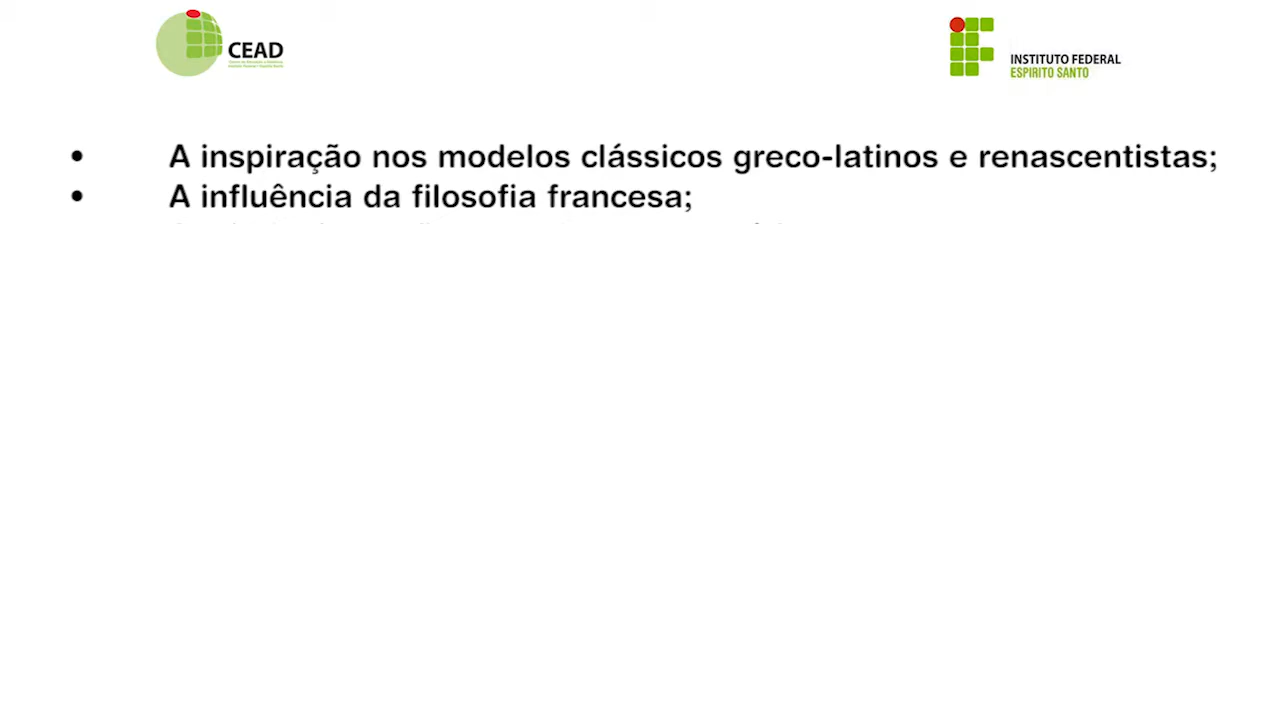 CEAD
INSTITUTO FEDERAL
ESPIRITO SANTO
• A inspiração nos modelos clássicos greco-latinos e renascentistas;
• A influência da filosofia francesa;